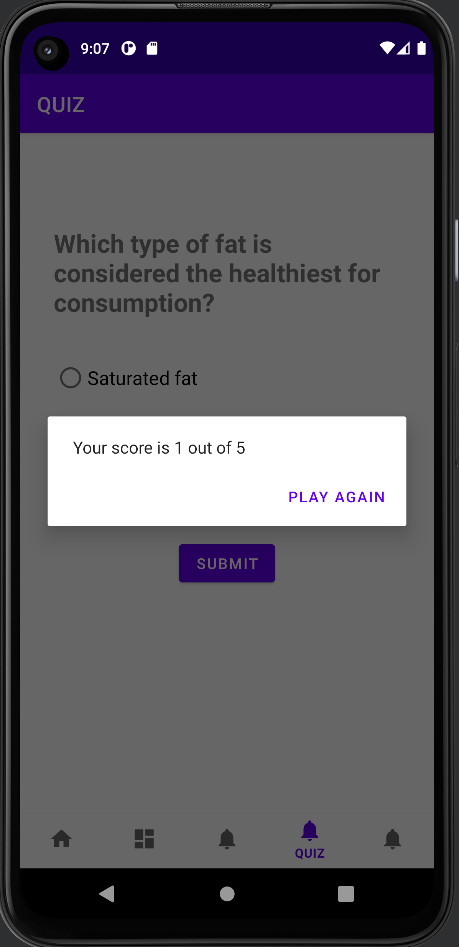 9:07
QUIZ
Which type of fat is
considered the healthiest for
consumption?
Saturated fat
Your score is 1 out of 5
PLAY AGAIN
SUBMIT
QUIZ